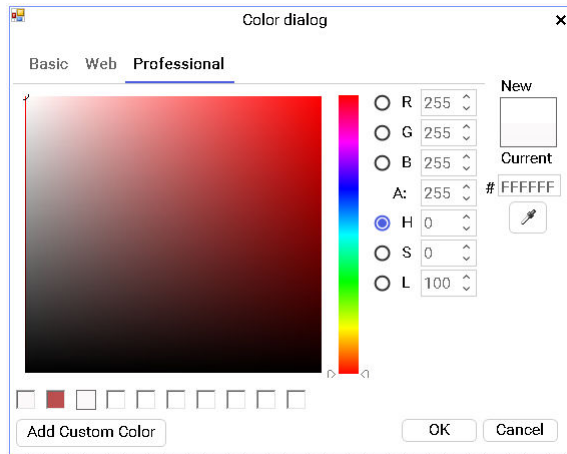 Color dialog
Basic Web Professional
New
R 255
G 255
B 255
Current
A: 255
# FFFFFF
H 0
S 0
L 100
Add Custom Color
OK Cancel